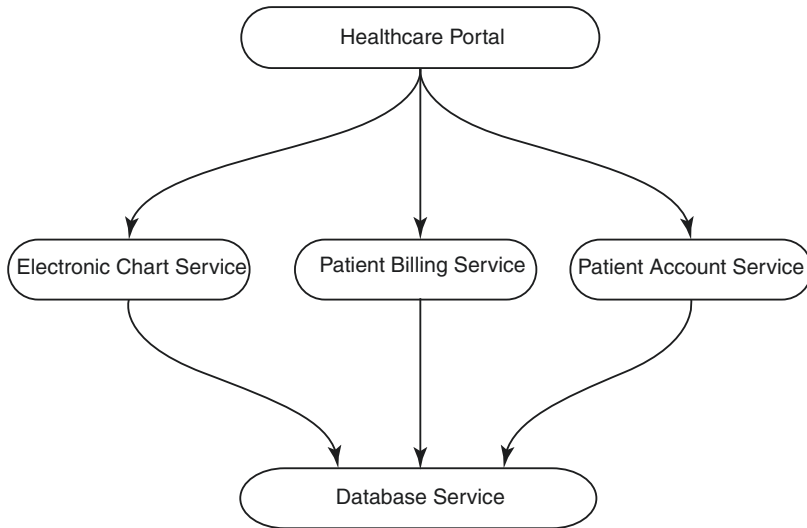 Healthcare Portal
Electronic Chart Service
Patient Billing Service
Patient Account Service
Database Service